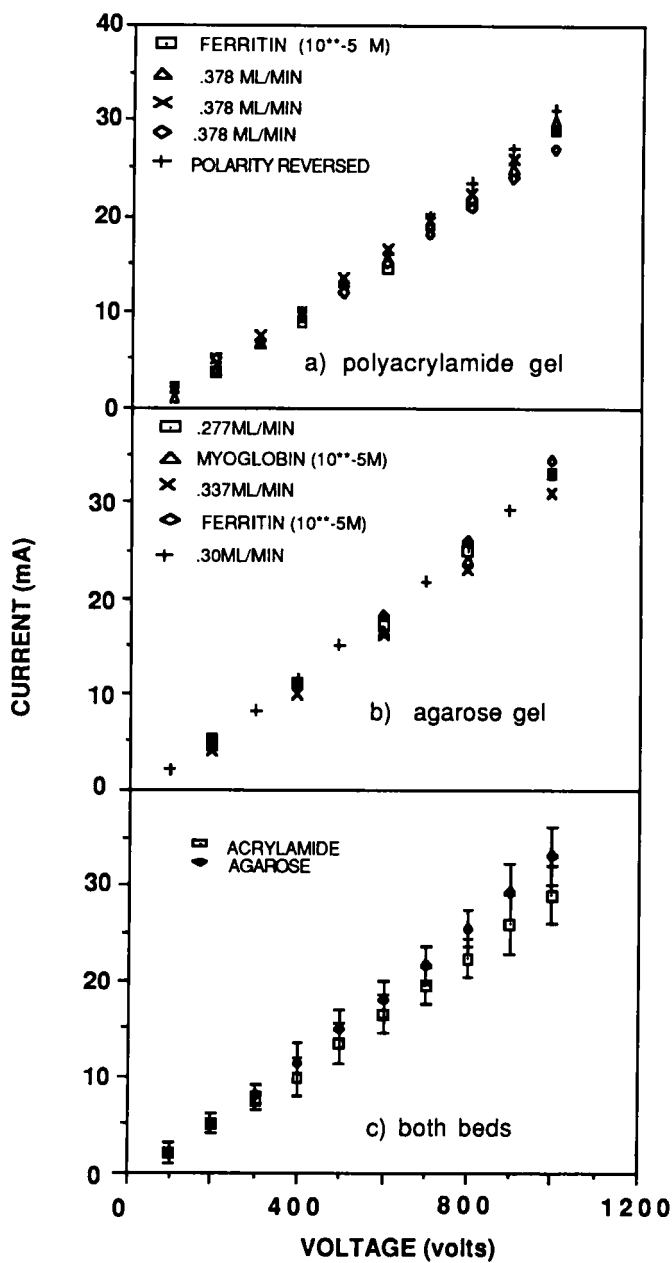 40
FERRITIN (10**-5 M)
.378 ML/MIN
.378 ML/MIN
.378 ML/MIN
POLARITY REVERSED
30
20
10
a) polyacrylamide gel
0
.277ML/MIN
MYOGLOBIN (10**-5M)
.337ML/MIN
FERRITIN (10**-5M)
.30ML/MIN
30
20
10
b) agarose gel
0
CURRENT (mA)
ACRYLAMIDE
AGAROSE
30
20
10
c) both beds
0
0 400 800 1200
VOLTAGE (volts)